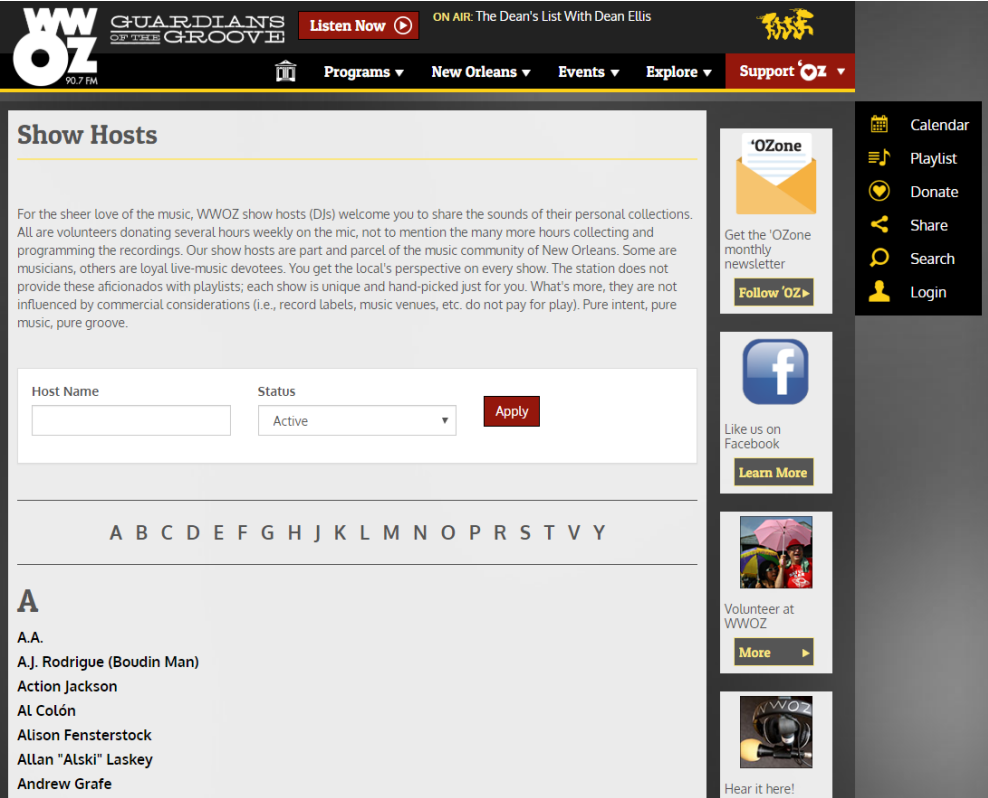 WW
OZ
90.7 FM
GUARDIANS
OF THE GROOVE
Listen Now
ON AIR: The Dean's List With Dean Ellis
Programs ▾ New Orleans ▾ Events ▾ Explore ▾ Support 'OZ ▾
Calendar
Playlist
Donate
Share
Search
Login
Show Hosts
For the sheer love of the music, WWOZ show hosts (DJs) welcome you to share the sounds of their personal collections.
All are volunteers donating several hours weekly on the mic, not to mention the many more hours collecting and
programming the recordings. Our show hosts are part and parcel of the music community of New Orleans. Some are
musicians, others are loyal live-music devotees. You get the local's perspective on every show. The station does not
provide these aficionados with playlists; each show is unique and hand-picked just for you. What's more, they are not
influenced by commercial considerations (i.e., record labels, music venues, etc. do not pay for play). Pure intent, pure
music, pure groove.
Host Name
Status
Active
Apply
A B C D E F G H J K L M N O P R S T V Y
A
A.A.
A.J. Rodrigue (Boudin Man)
Action Jackson
Al Colón
Alison Fensterstock
Allan "Alski" Laskey
Andrew Grafe
'OZone
Get the 'OZone
monthly
newsletter
Follow 'OZ
f
Like us on
Facebook
Learn More
Volunteer at
WWOZ
More
WWOZ
Hear it here!